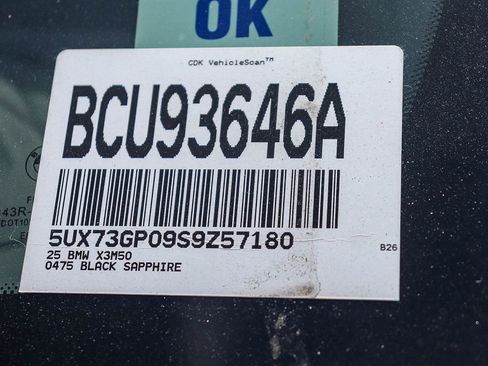 OK
CDK VehicleScan™
BCU93646A
5UX73GP09S9Z57180
25 BMW X3M50
0475 BLACK SAPPHIRE
B26